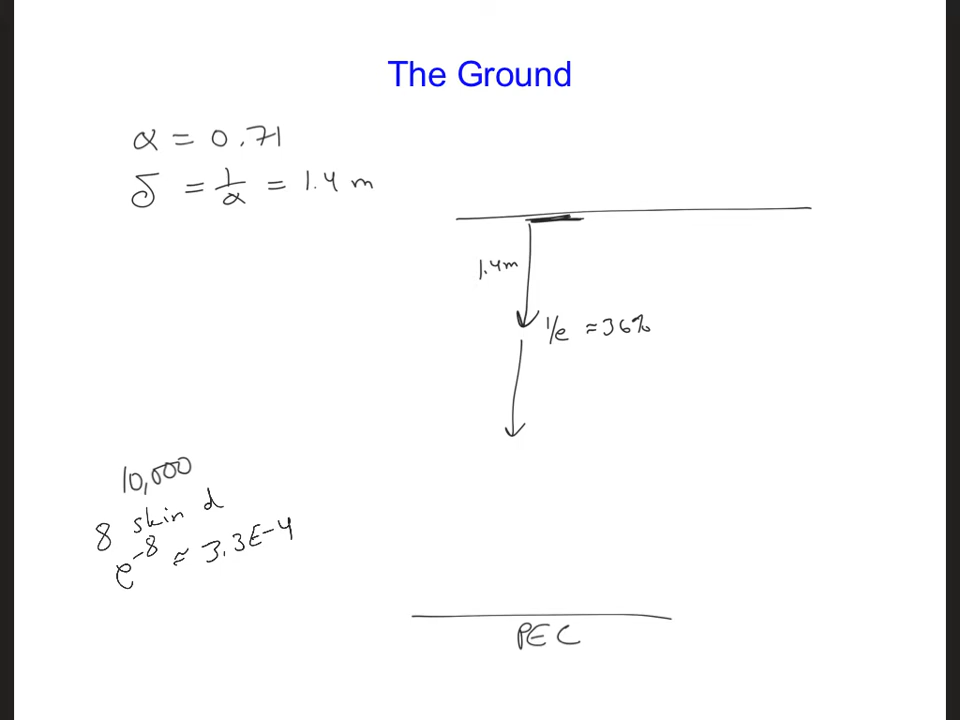 The Ground
α = 0.71
δ = 1/α = 1.4 m
1.4m
1/e ≈ 36%
10,000
8 skin d
e^-8 ≈ 3.3E-4
PEC